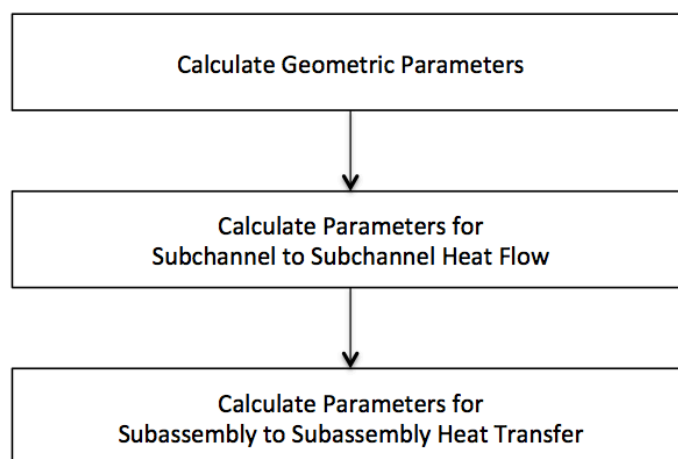 Calculate Geometric Parameters
Calculate Parameters for
Subchannel to Subchannel Heat Flow
Calculate Parameters for
Subassembly to Subassembly Heat Transfer